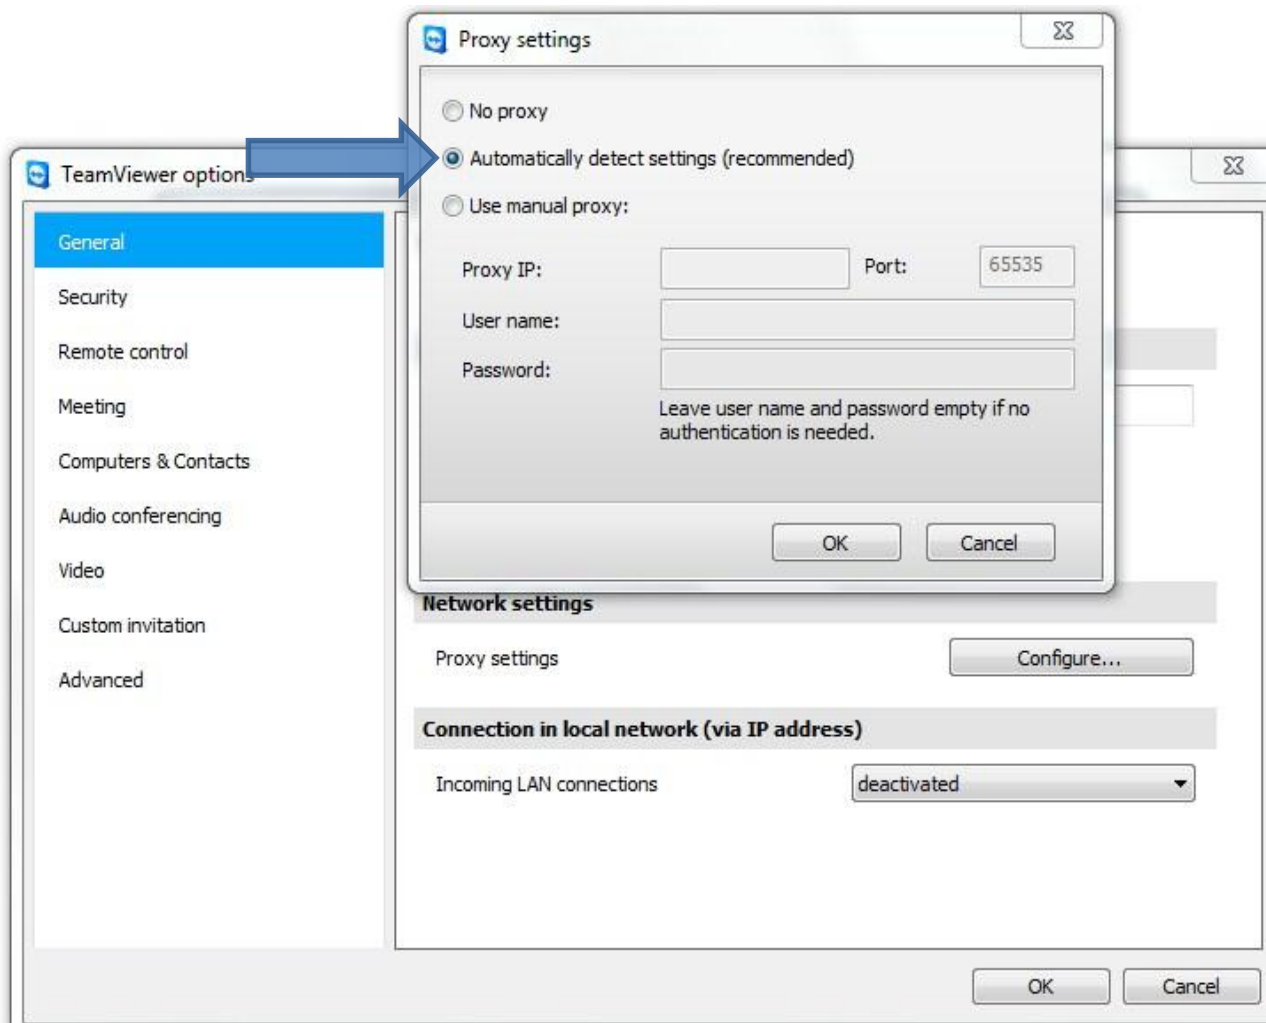 Proxy settings
No proxy
Automatically detect settings (recommended)
Use manual proxy:
Proxy IP:
Port:
65535
User name:
Password:
Leave user name and password empty if no
authentication is needed.
OK
Cancel
TeamViewer options
General
Security
Remote control
Meeting
Computers & Contacts
Audio conferencing
Video
Custom invitation
Advanced
Network settings
Proxy settings
Configure...
Connection in local network (via IP address)
Incoming LAN connections
deactivated
OK
Cancel